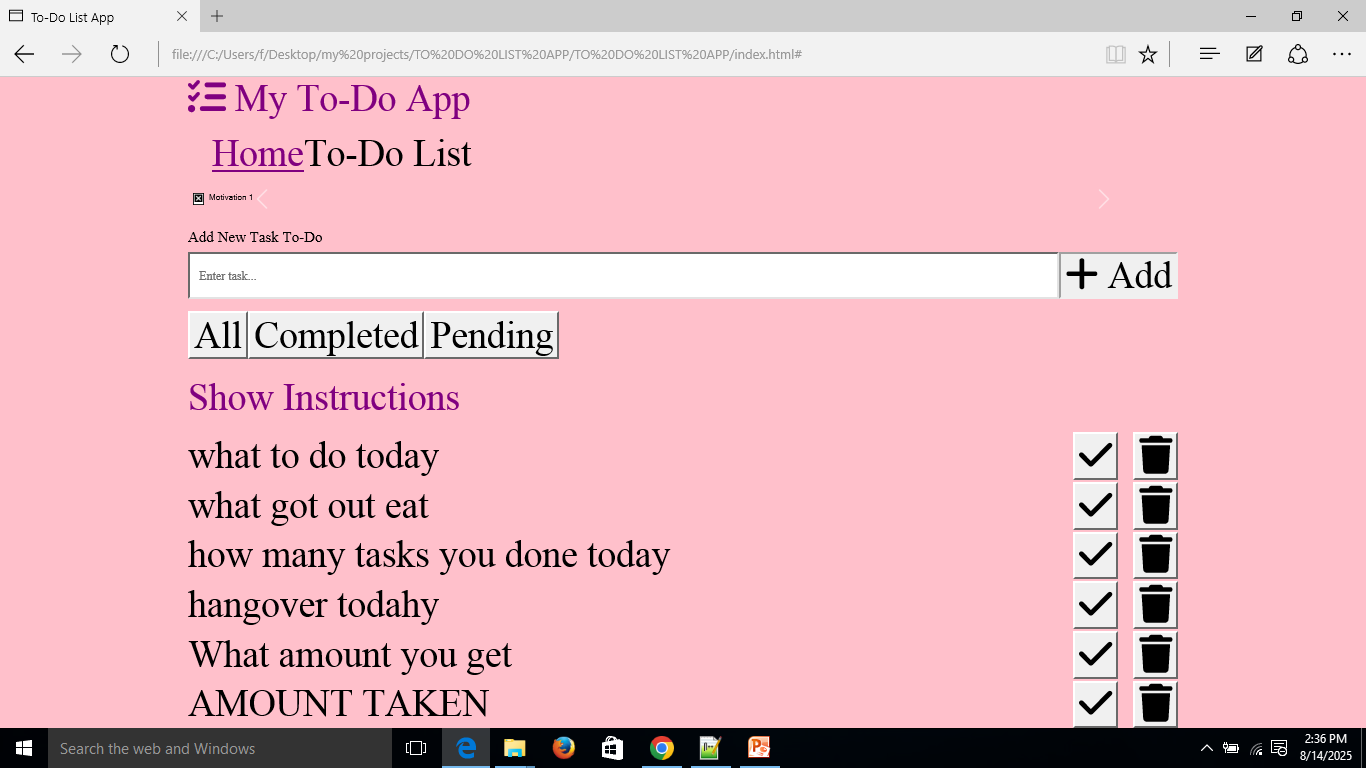 To-Do List App
file:///C:/Users/f/Desktop/my%20projects/TO%20DO%20LIST%20APP/TO%20DO%20LIST%20APP/index.html#
My To-Do App
HomeTo-Do List
Motivation 1
Add New Task To-Do
Enter task...
Add
All Completed Pending
Show Instructions
what to do today
what got out eat
how many tasks you done today
hangover todahy
What amount you get
AMOUNT TAKEN
Search the web and Windows
2:36 PM
8/14/2025